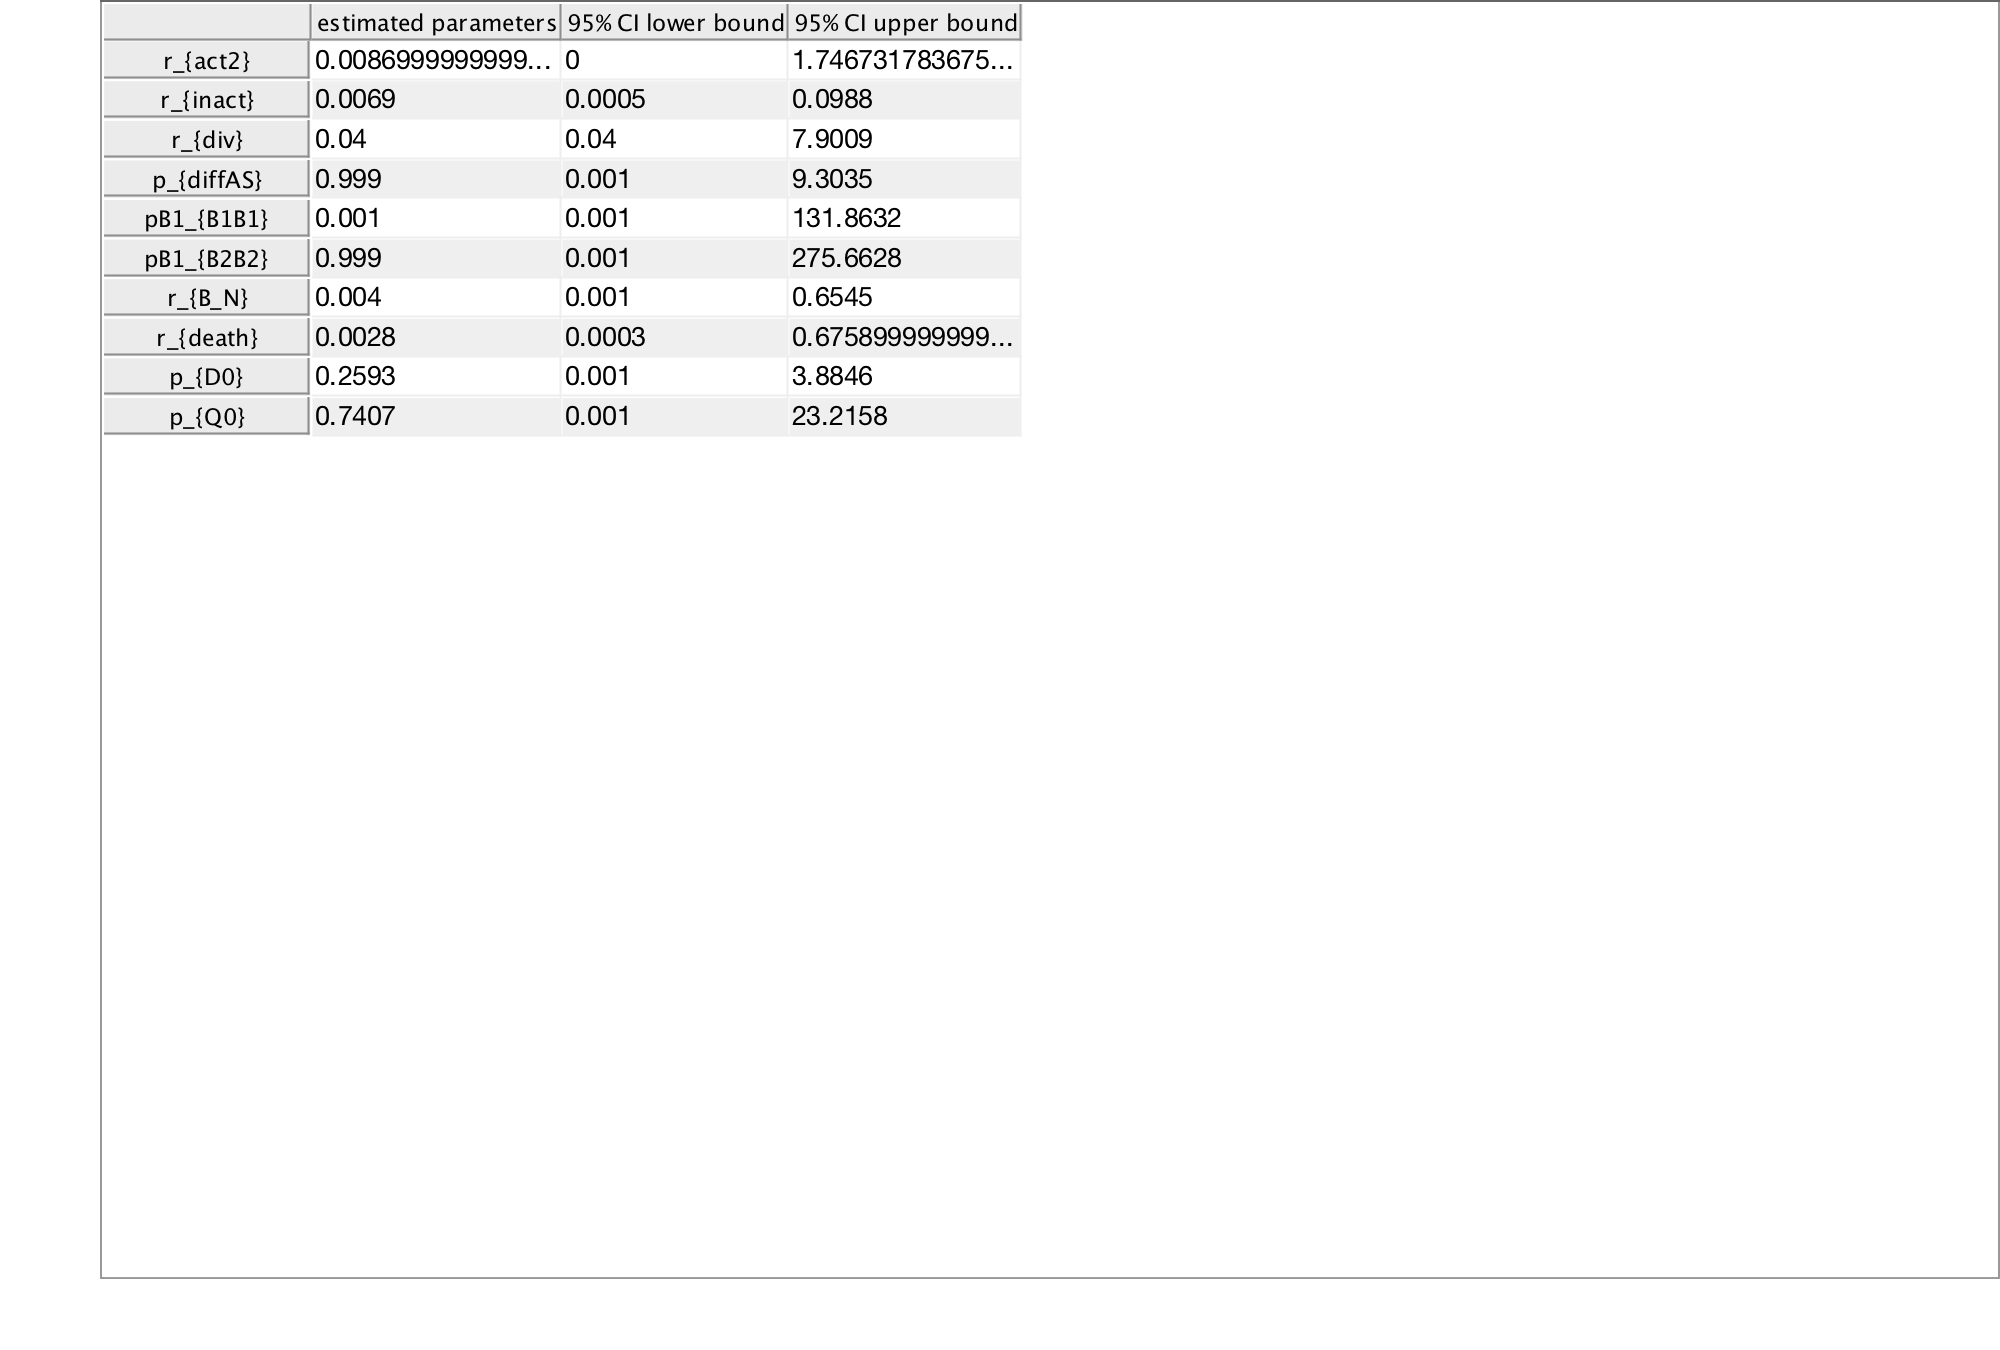 estimated parameters 95% CI lower bound 95% CI upper bound
r_{act2} 0.0086999999999... 0 1.746731783675...
r_{inact} 0.0069 0.0005 0.0988
r_{div} 0.04 0.04 7.9009
p_{diffAS} 0.999 0.001 9.3035
pB1_{B1B1} 0.001 0.001 131.8632
pB1_{B2B2} 0.999 0.001 275.6628
r_{B_N} 0.004 0.001 0.6545
r_{death} 0.0028 0.0003 0.675899999999...
p_{D0} 0.2593 0.001 3.8846
p_{Q0} 0.7407 0.001 23.2158